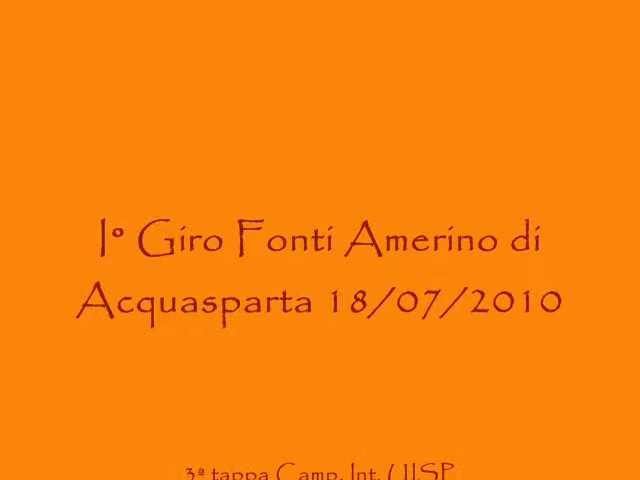 I° Giro Fonti Amerino di
Acquasparta 18/07/2010
3ª tappa Camp. Int. UISP